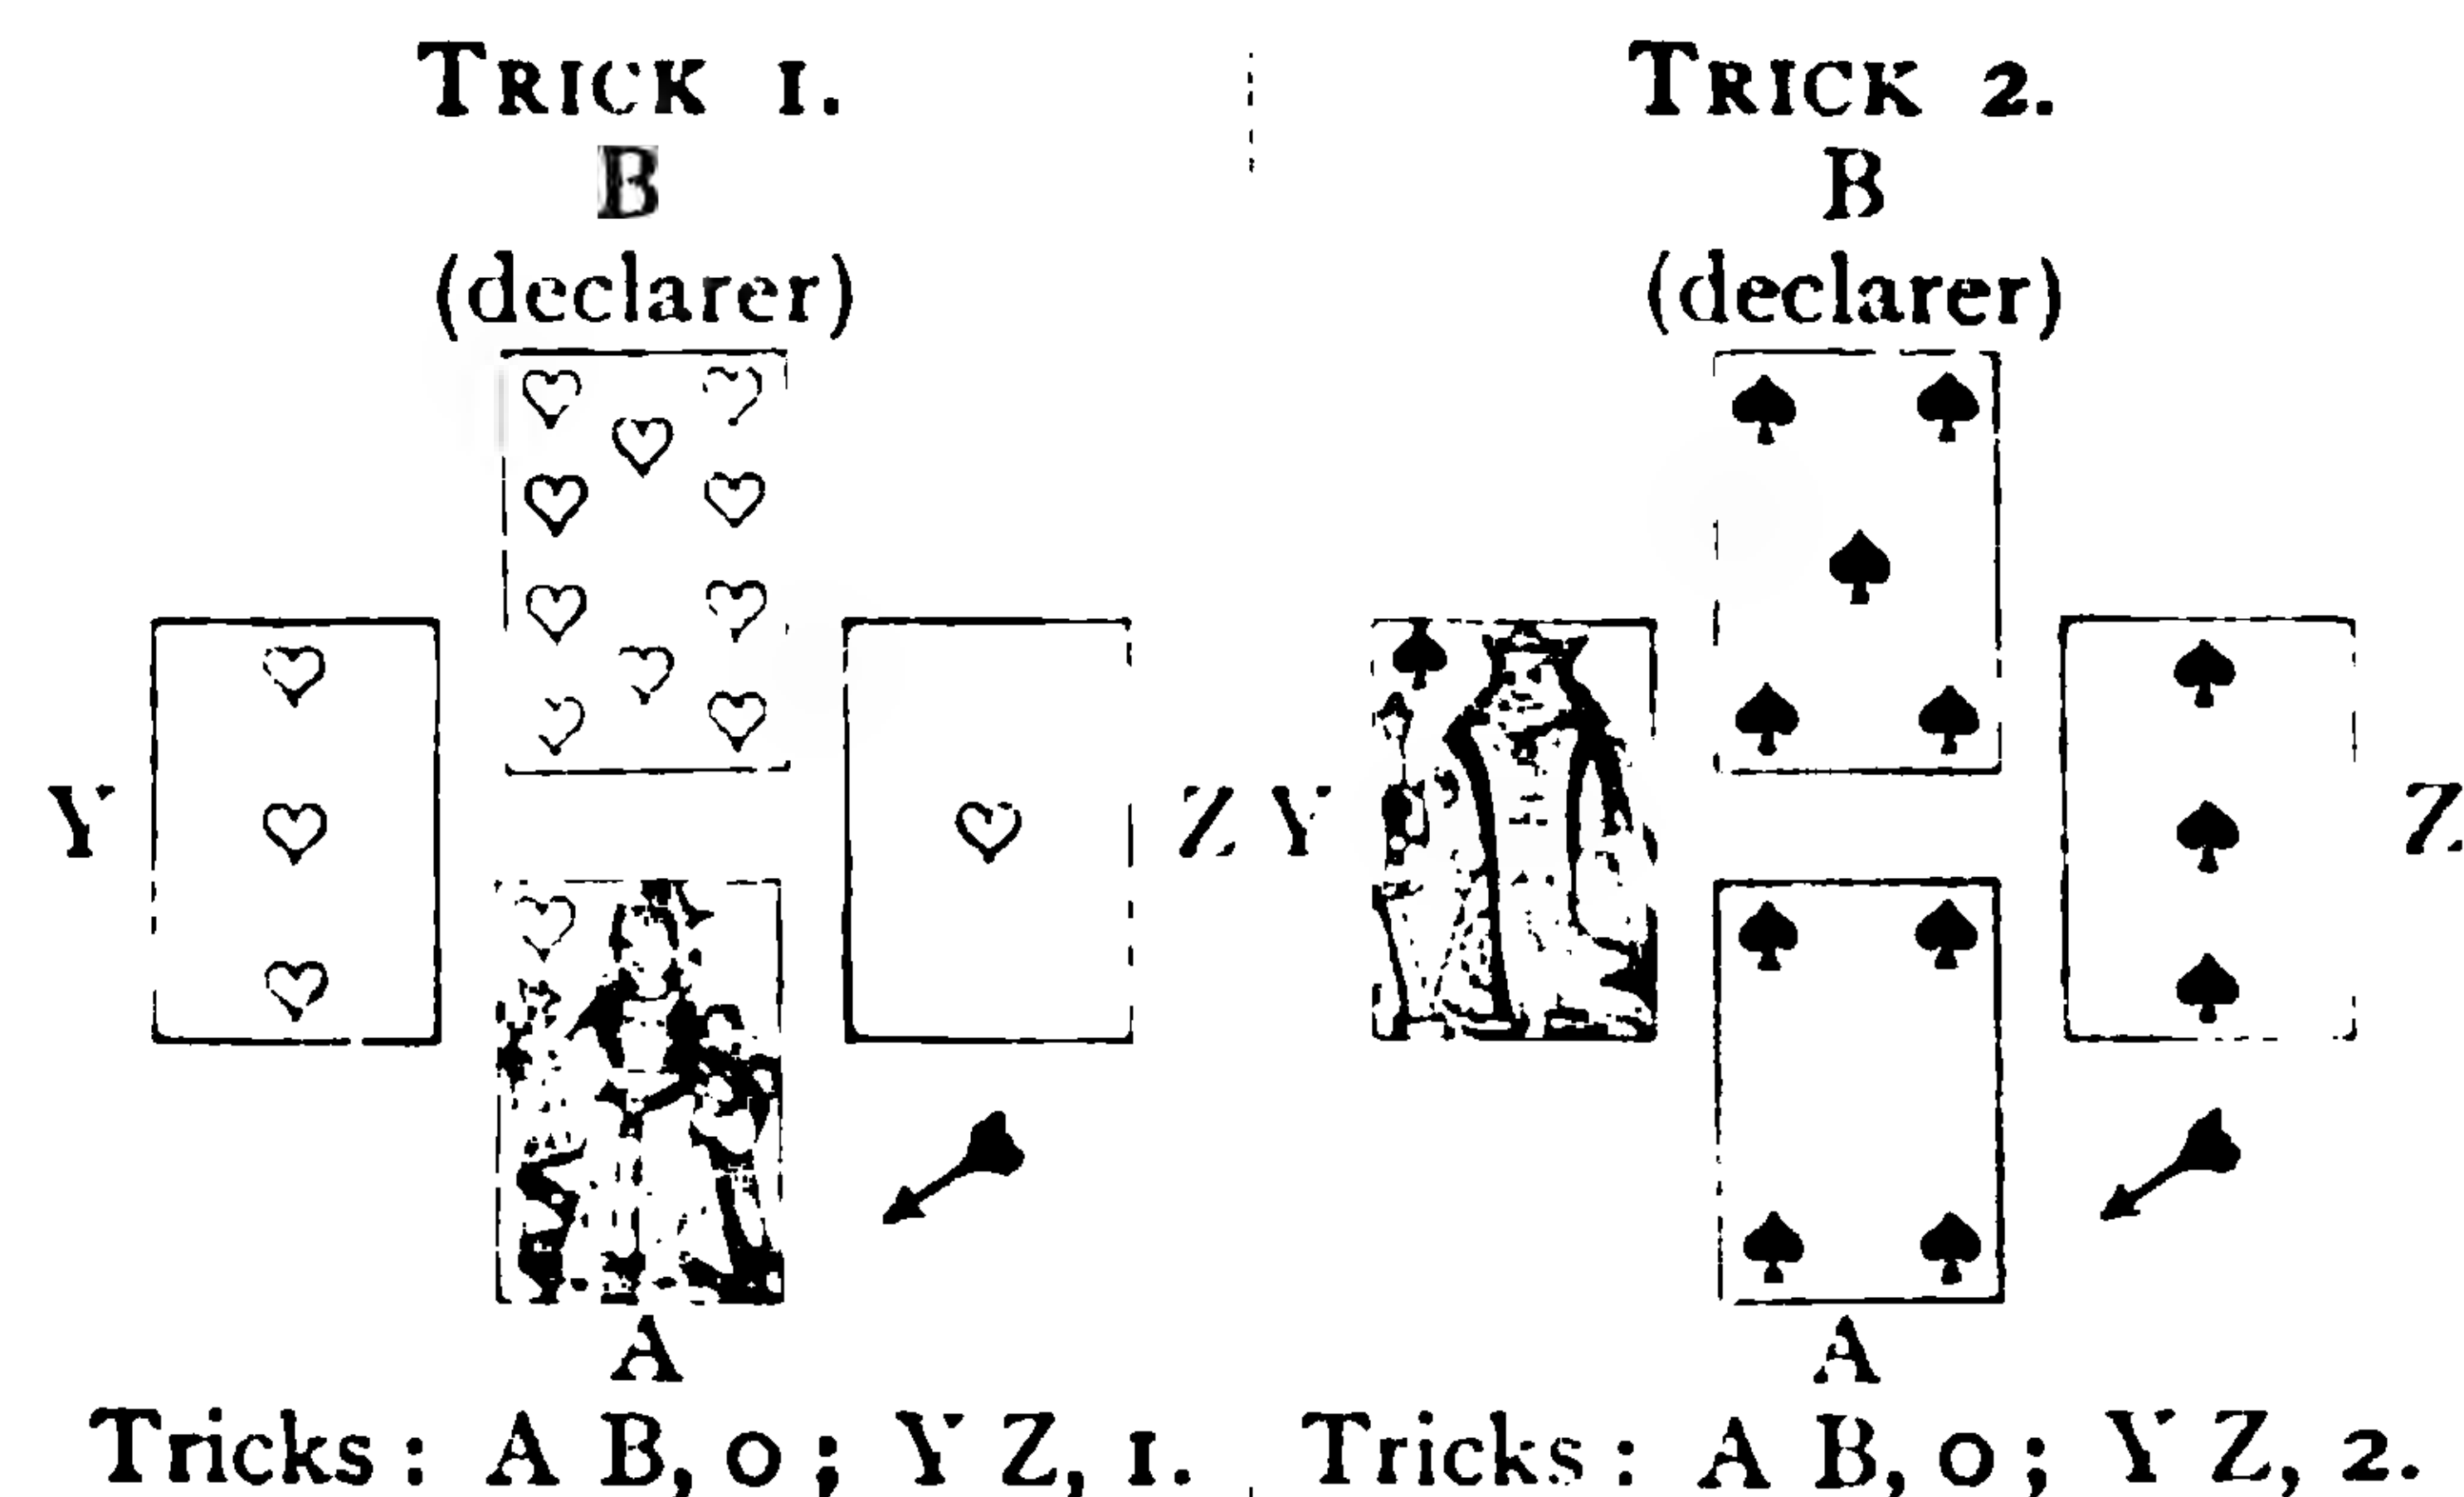 TRICK 1.
B
(declarer)
Y
Z
A
Tricks: A B, 0; Y Z, 1.
TRICK 2.
B
(declarer)
Y
Z
A
Tricks: A B, 0; Y Z, 2.